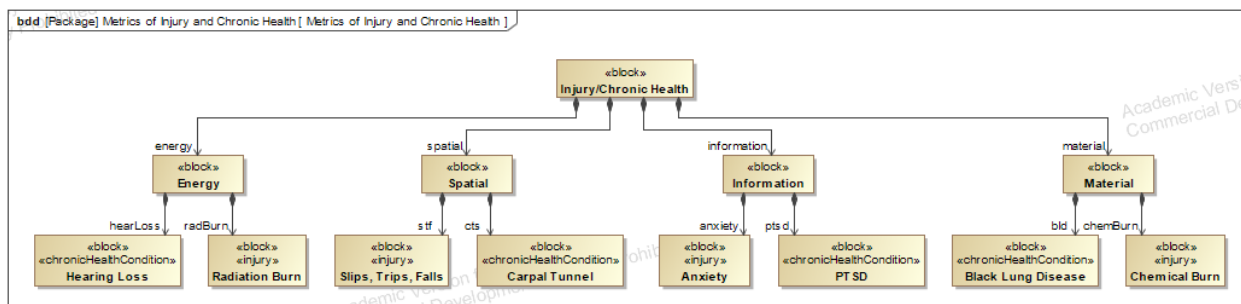 bdd [Package] Metrics of Injury and Chronic Health [ Metrics of Injury and Chronic Health ]
«block»
Injury/Chronic Health
energy
spatial
information
material
«block»
Energy
«block»
Spatial
«block»
Information
«block»
Material
hearLoss
radBurn
stf
cts
anxiety
ptsd
bld
chemBurn
«block»
«chronicHealthCondition»
Hearing Loss
«block»
«injury»
Radiation Burn
«block»
«injury»
Slips, Trips, Falls
«block»
«chronicHealthCondition»
Carpal Tunnel
«block»
«injury»
Anxiety
«block»
«chronicHealthCondition»
PTSD
«block»
«chronicHealthCondition»
Black Lung Disease
«block»
«injury»
Chemical Burn
Academic Versi
Commercial De
Academic Version f